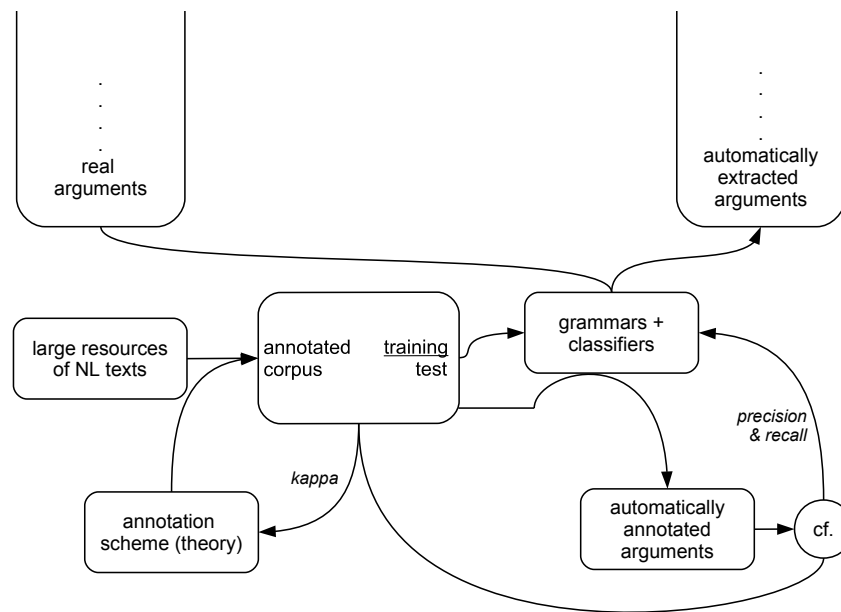 real
arguments
automatically
extracted
arguments
large resources
of NL texts
annotated
corpus
training
test
grammars +
classifiers
precision
& recall
kappa
annotation
scheme (theory)
automatically
annotated
arguments
cf.